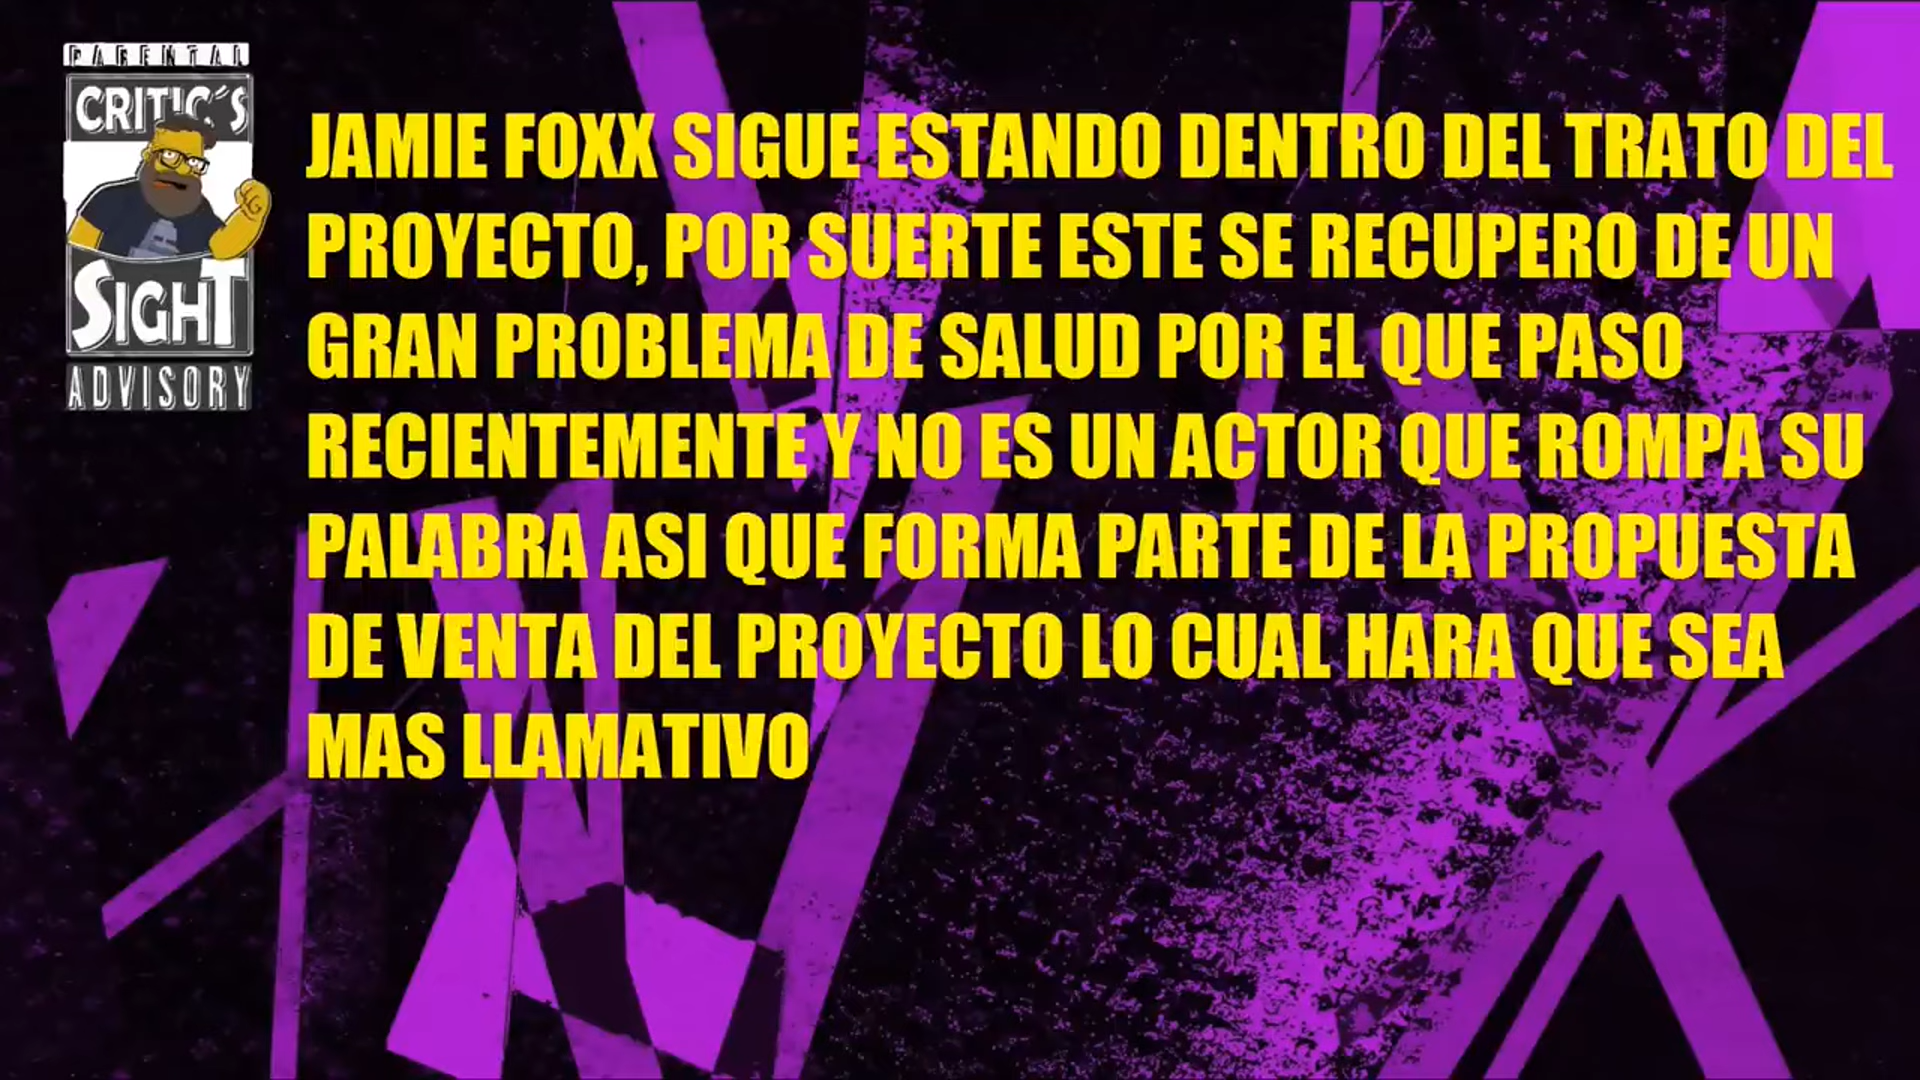 PARENTAL
CRITIC´S
SIGHT
ADVISORY
JAMIE FOXX SIGUE ESTANDO DENTRO DEL TRATO DEL
PROYECTO, POR SUERTE ESTE SE RECUPERO DE UN
GRAN PROBLEMA DE SALUD POR EL QUE PASO
RECIENTEMENTE Y NO ES UN ACTOR QUE ROMPA SU
PALABRA ASI QUE FORMA PARTE DE LA PROPUESTA
DE VENTA DEL PROYECTO LO CUAL HARA QUE SEA
MAS LLAMATIVO